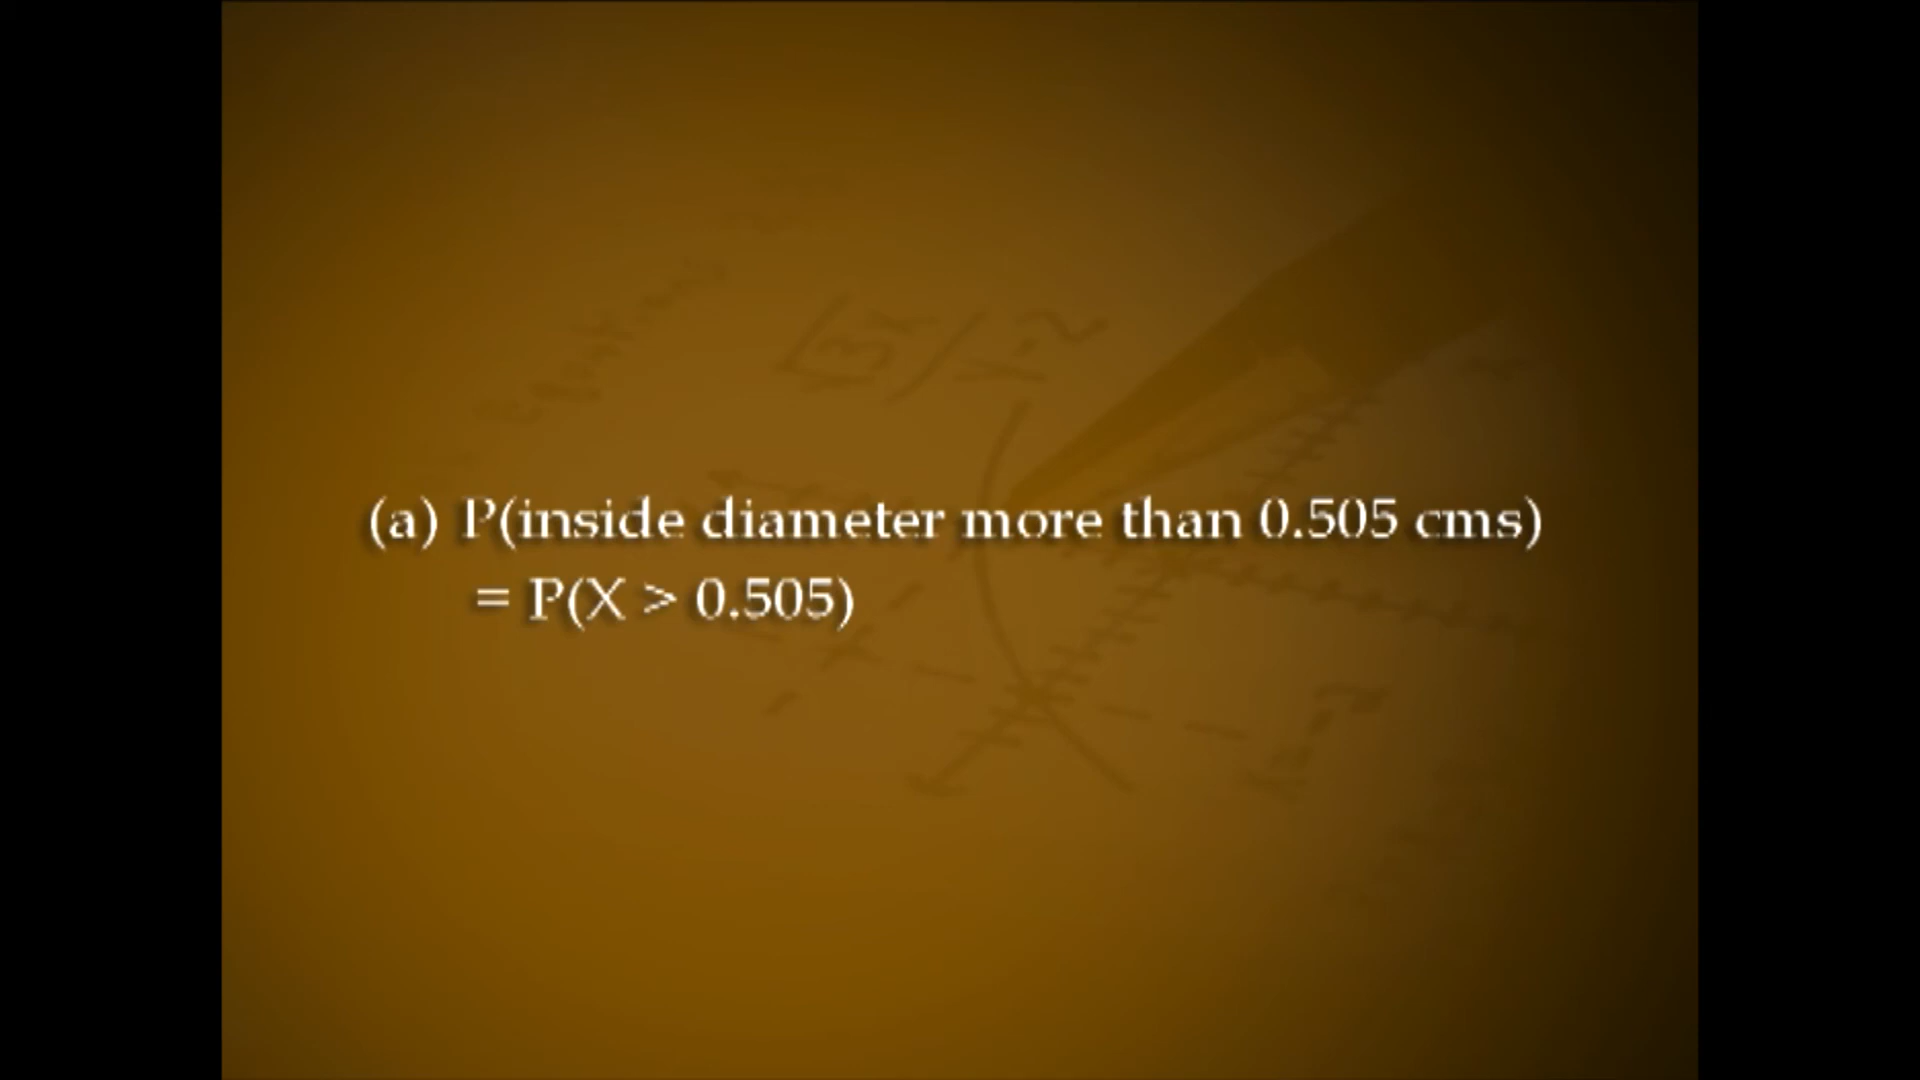 (a) P(inside diameter more than 0.505 cms)
= P(X > 0.505)